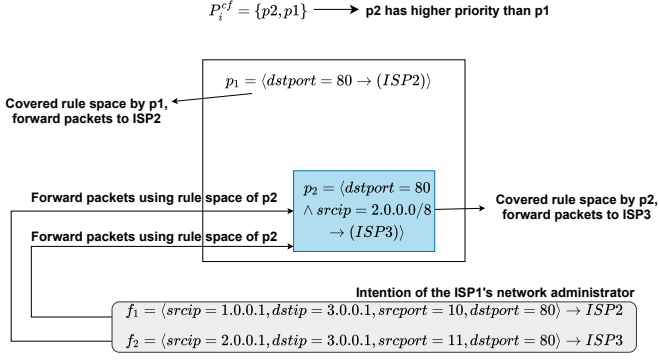 P_i^{cf} = {p2, p1} p2 has higher priority than p1
p_1 = ⟨dstport = 80 → (ISP2)⟩
Covered rule space by p1,
forward packets to ISP2
p_2 = ⟨dstport = 80
∧ srcip = 2.0.0.0/8
→ (ISP3)⟩
Forward packets using rule space of p2
Covered rule space by p2,
forward packets to ISP3
Forward packets using rule space of p2
Intention of the ISP1's network administrator
f_1 = ⟨srcip = 1.0.0.1, dstip = 3.0.0.1, srcport = 10, dstport = 80⟩ → ISP2
f_2 = ⟨srcip = 2.0.0.1, dstip = 3.0.0.1, srcport = 11, dstport = 80⟩ → ISP3